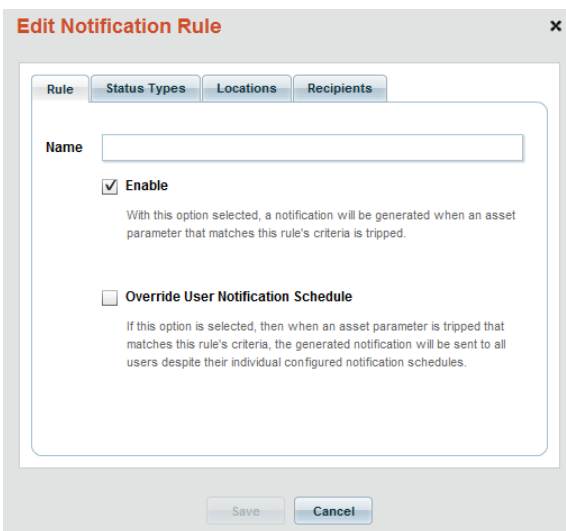 Edit Notification Rule
Rule Status Types Locations Recipients
Name
Enable
With this option selected, a notification will be generated when an asset
parameter that matches this rule's criteria is tripped.
Override User Notification Schedule
If this option is selected, then when an asset parameter is tripped that
matches this rule's criteria, the generated notification will be sent to all
users despite their individual configured notification schedules.
Save Cancel